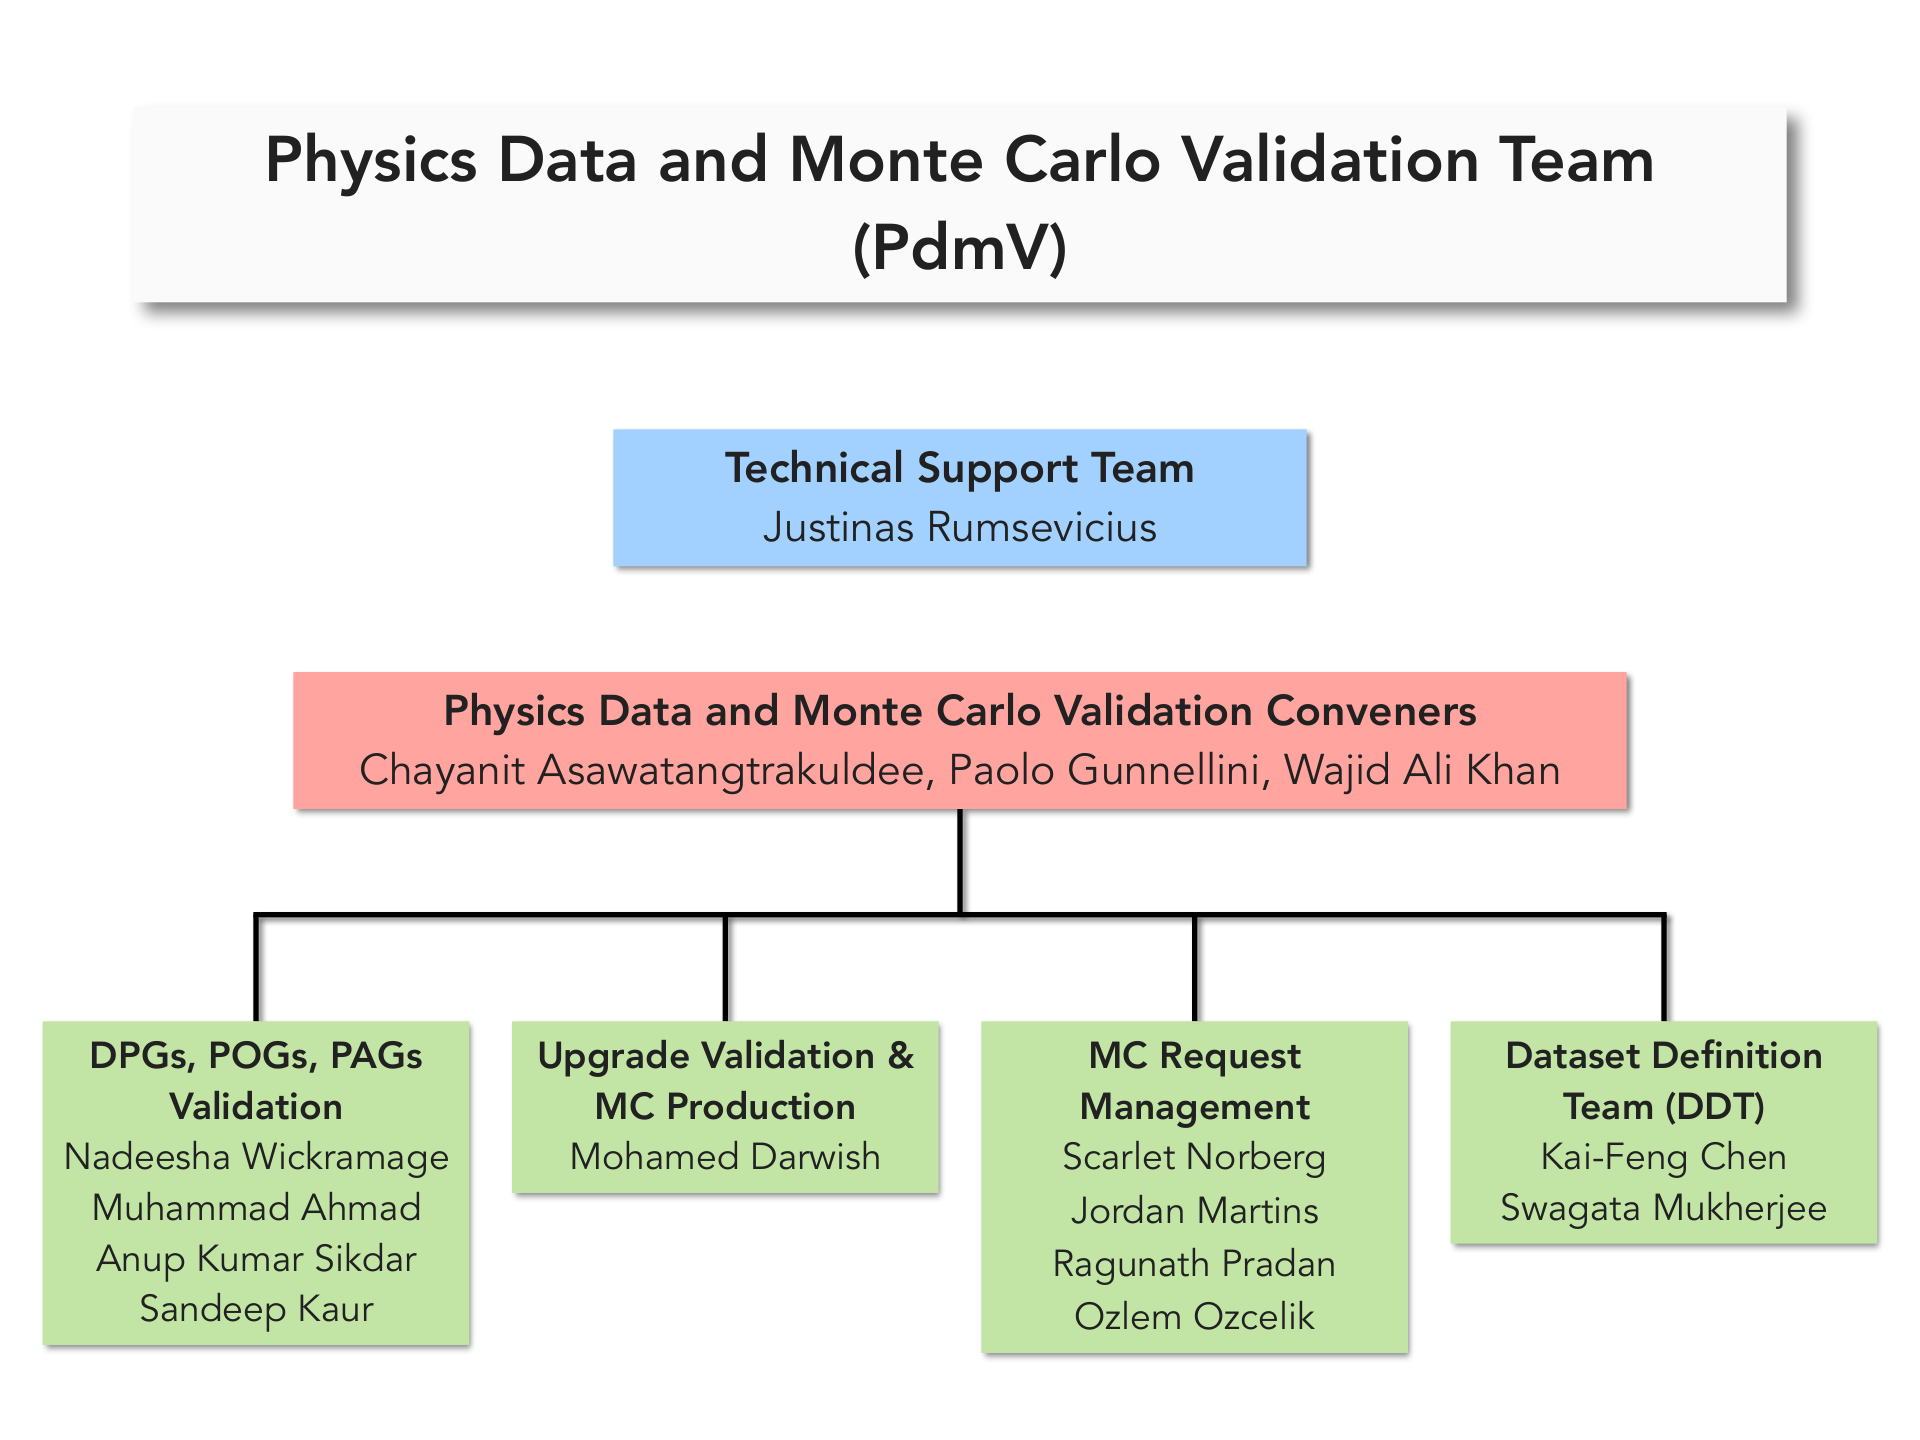 Physics Data and Monte Carlo Validation Team
(PdmV)
Technical Support Team
Justinas Rumsevicius
Physics Data and Monte Carlo Validation Conveners
Chayanit Asawatangtrakuldee, Paolo Gunnellini, Wajid Ali Khan
DPGs, POGs, PAGs
Validation
Nadeesha Wickramage
Muhammad Ahmad
Anup Kumar Sikdar
Sandeep Kaur
Upgrade Validation &
MC Production
Mohamed Darwish
MC Request
Management
Scarlet Norberg
Jordan Martins
Ragunath Pradan
Ozlem Ozcelik
Dataset Definition
Team (DDT)
Kai-Feng Chen
Swagata Mukherjee